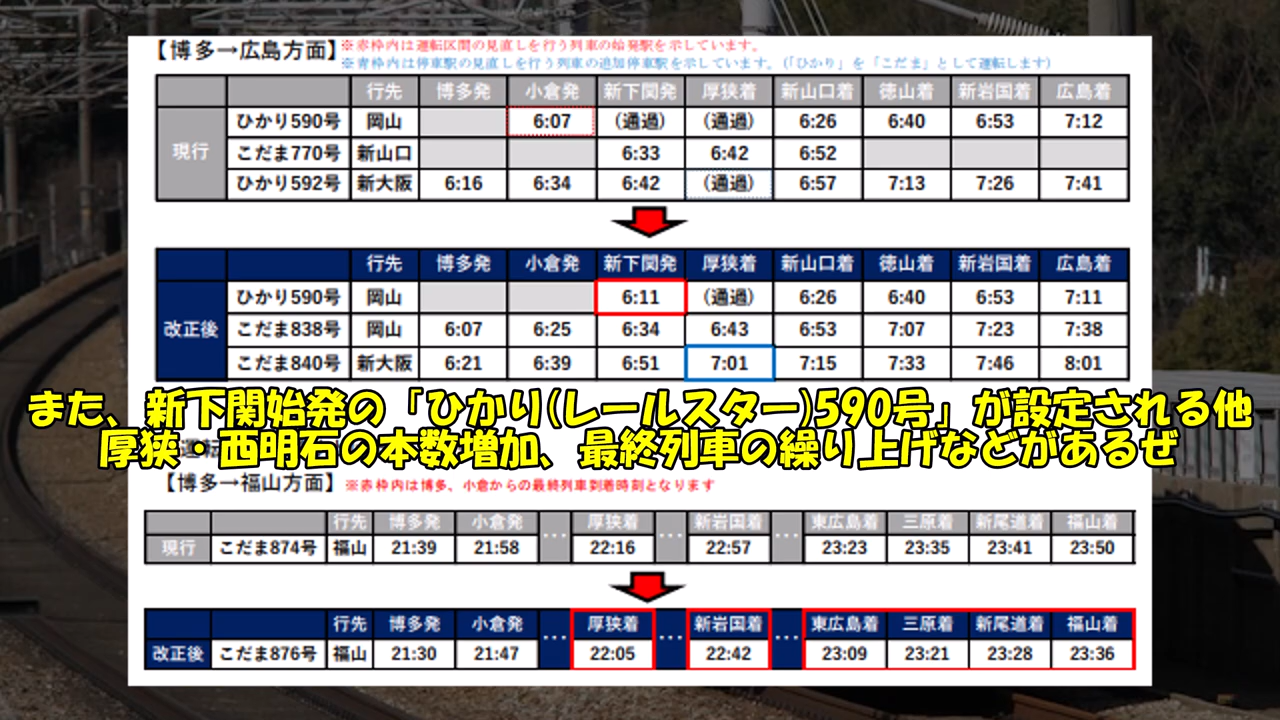 【博多→広島方面】※赤枠内は運転区間の見直しを行う列車の始発駅を示しています。
※青枠内は停車駅の見直しを行う列車の追加停車駅を示しています。(「ひかり」を「こだま」として運転します)
行先 博多発 小倉発 新下関発 厚狭着 新山口着 徳山着 新岩国着 広島着
現行
ひかり590号 岡山 6:07 (通過) (通過) 6:26 6:40 6:53 7:12
こだま770号 新山口 6:33 6:42 6:52
ひかり592号 新大阪 6:16 6:34 6:42 (通過) 6:57 7:13 7:26 7:41
行先 博多発 小倉発 新下関発 厚狭着 新山口着 徳山着 新岩国着 広島着
改正後
ひかり590号 岡山 6:11 (通過) 6:26 6:40 6:53 7:11
こだま838号 岡山 6:07 6:25 6:34 6:43 6:53 7:07 7:23 7:38
こだま840号 新大阪 6:21 6:39 6:51 7:01 7:15 7:33 7:46 8:01
また、新下関始発の「ひかり(レールスター)590号」が設定される他
厚狭・西明石の本数増加、最終列車の繰り上げなどがあるぜ
【博多→福山方面】※赤枠内は博多、小倉からの最終列車到着時刻となります
行先 博多発 小倉発 … 厚狭着 … 新岩国着 … 東広島着 三原着 新尾道着 福山着
現行 こだま874号 福山 21:39 21:58 22:16 22:57 23:23 23:35 23:41 23:50
行先 博多発 小倉発 … 厚狭着 … 新岩国着 … 東広島着 三原着 新尾道着 福山着
改正後 こだま876号 福山 21:30 21:47 22:05 22:42 23:09 23:21 23:28 23:36